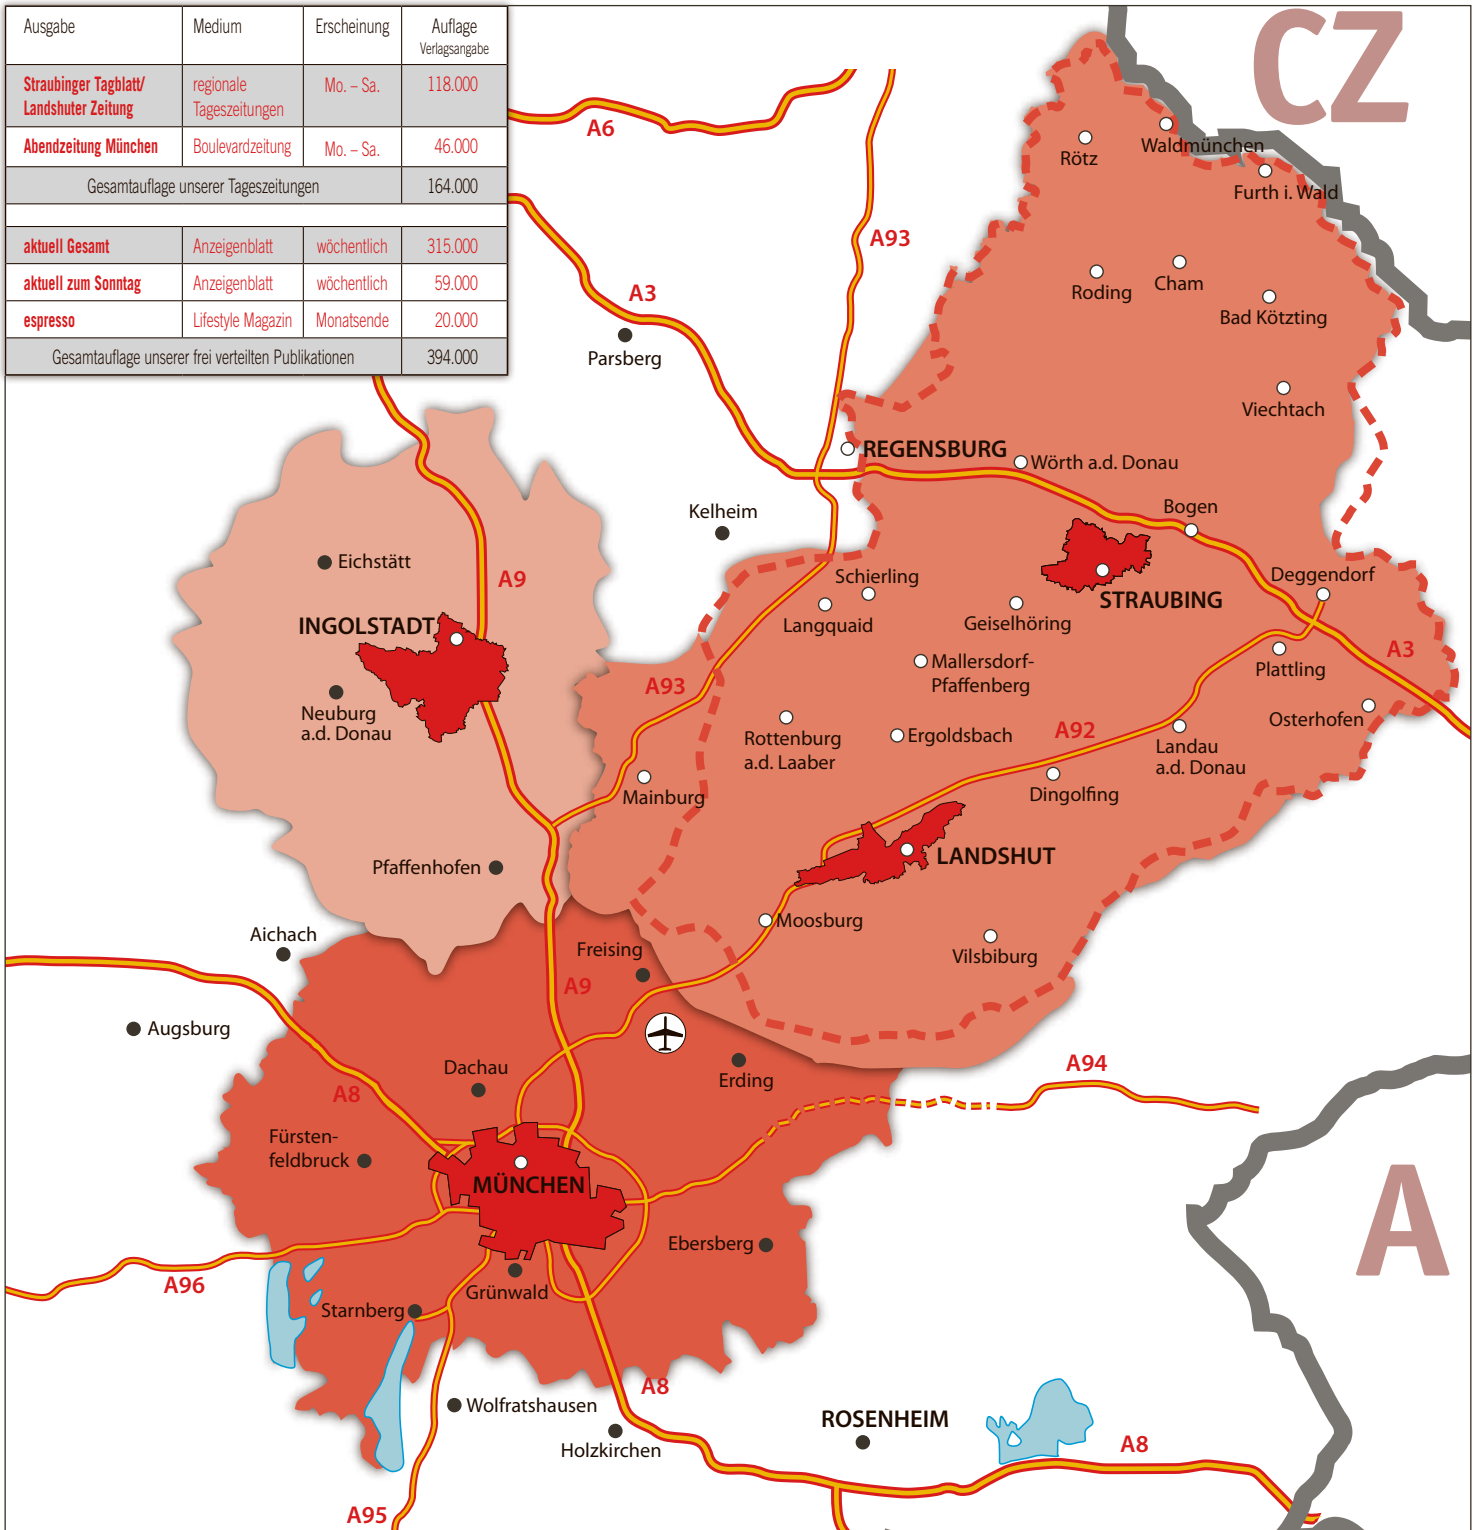 Ausgabe Medium Erscheinung Auflage
Verlagsangabe
Straubinger Tagblatt/ regionale Mo. – Sa. 118.000
Landshuter Zeitung Tageszeitungen
Abendzeitung München Boulevardzeitung Mo. – Sa. 46.000
Gesamtauflage unserer Tageszeitungen 164.000
aktuell Gesamt Anzeigenblatt wöchentlich 315.000
aktuell zum Sonntag Anzeigenblatt wöchentlich 59.000
espresso Lifestyle Magazin Monatsende 20.000
Gesamtauflage unserer frei verteilten Publikationen 394.000
CZ
A6
Rötz
Waldmünchen
Furth i. Wald
A93
Roding
Cham
A3
Bad Kötzting
Parsberg
Viechtach
REGENSBURG
Wörth a.d. Donau
Kelheim
Bogen
Eichstätt
A9
Schierling
Deggendorf
STRAUBING
INGOLSTADT
Langquaid
Geiselhöring
A3
Mallersdorf-
Pfaffenberg
Plattling
A93
Neuburg
a.d. Donau
Osterhofen
Rottenburg
a.d. Laaber
Ergoldsbach
A92
Landau
a.d. Donau
Mainburg
Dingolfing
LANDSHUT
Pfaffenhofen
Moosburg
Aichach
Freising
Vilsbiburg
A9
Augsburg
Dachau
Erding
A94
A8
Fürsten-
feldbruck
MÜNCHEN
A
Ebersberg
A96
Grünwald
Starnberg
A8
Wolfratshausen
ROSENHEIM
Holzkirchen
A8
A95